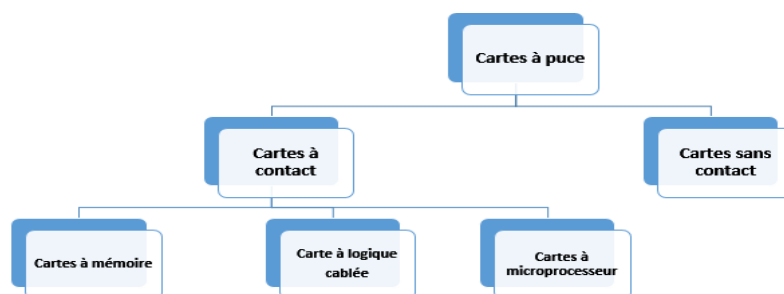 Cartes à puce
Cartes à
contact
Cartes sans
contact
Cartes à mémoire
Carte à logique
cablée
Cartes à
microprocesseur